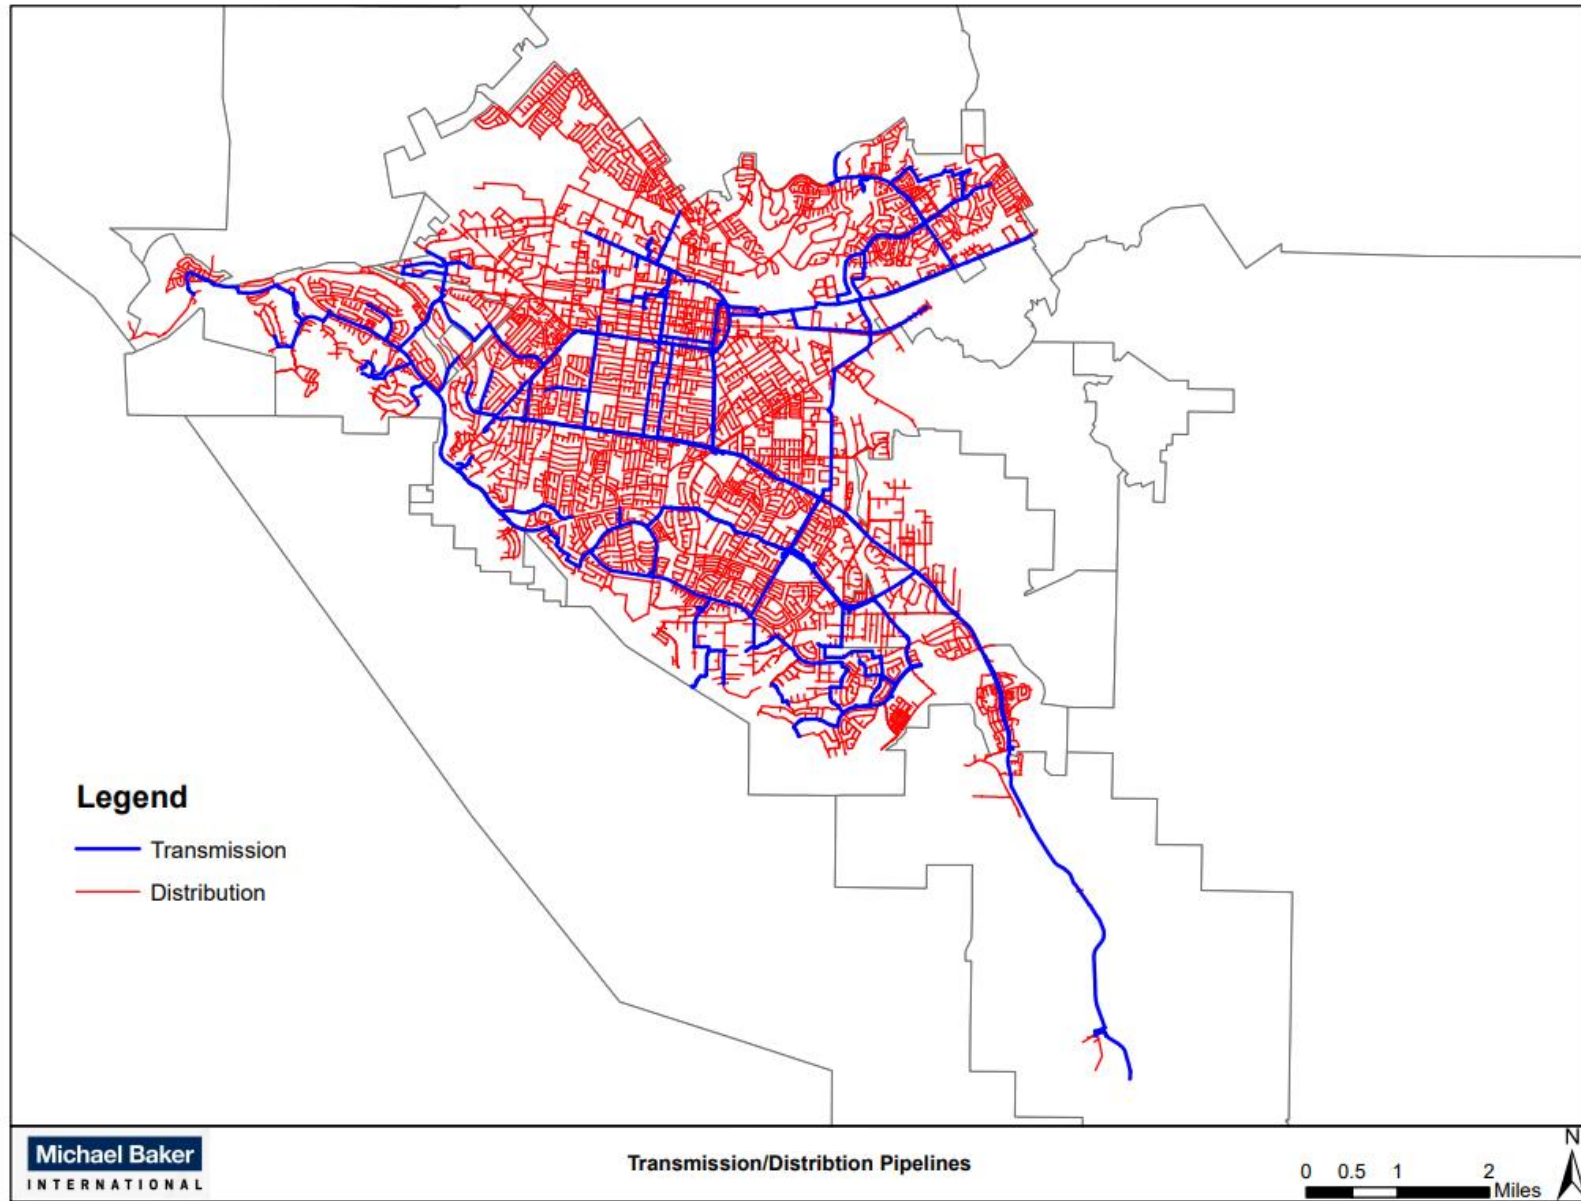 Legend
Transmission
Distribution
Michael Baker
INTERNATIONAL
Transmission/Distribtion Pipelines
N
0 0.5 1 2
Miles